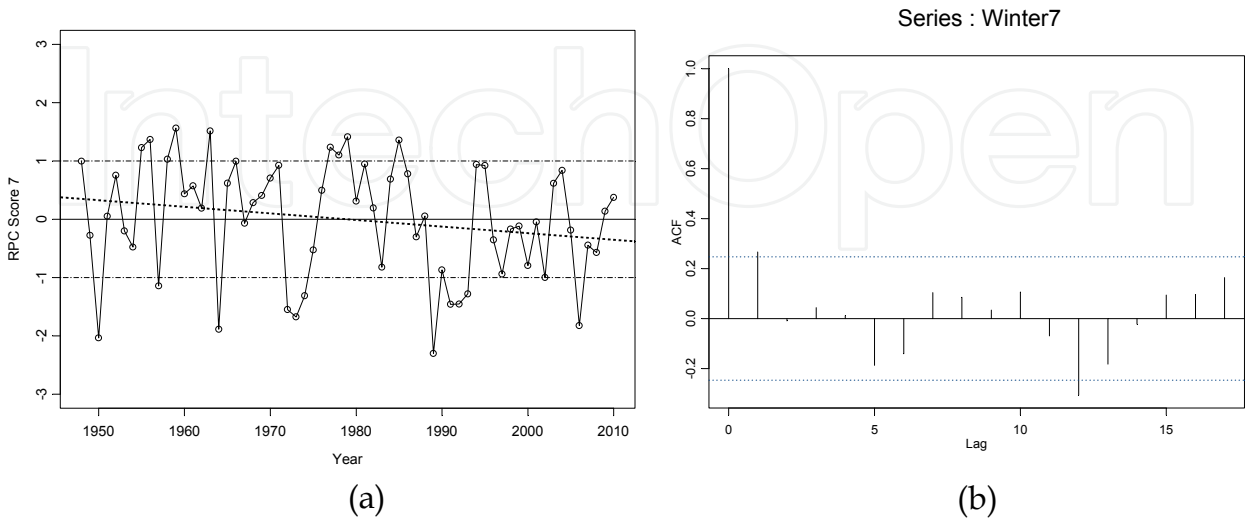 Series : Winter7
IntechOpen
RPC Score 7
3
2
1
0
-1
-2
-3
1950 1960 1970 1980 1990 2000 2010
Year
(a)
ACF
1.0
0.8
0.6
0.4
0.2
0.0
-0.2
0 5 10 15
Lag
(b)